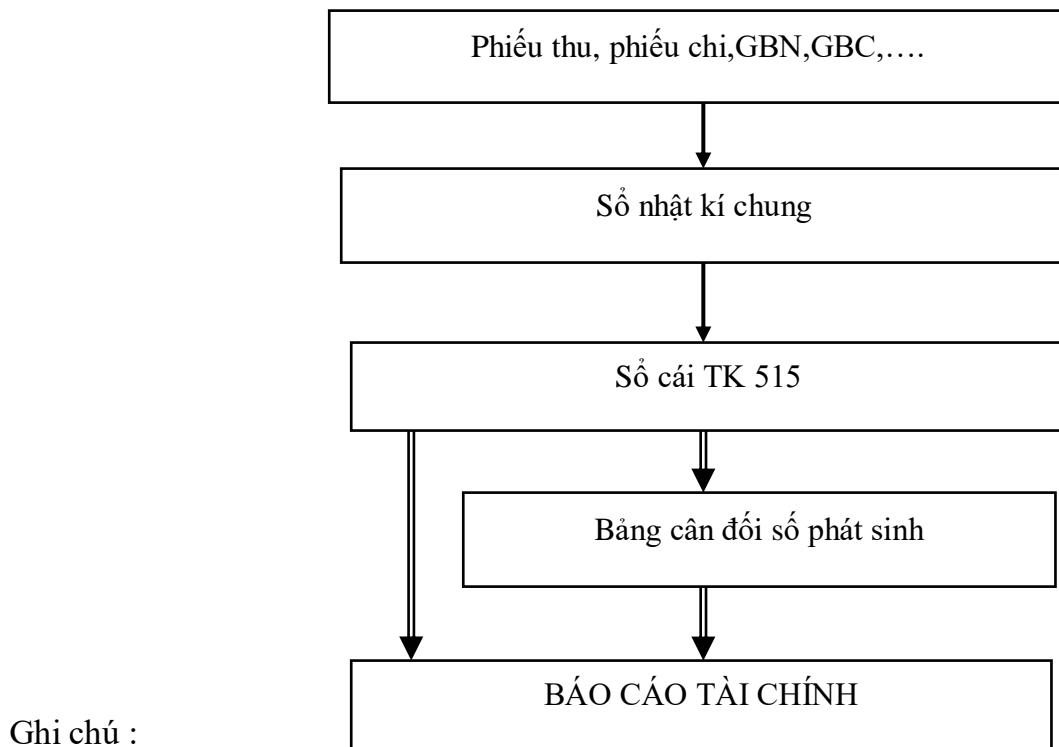 Phiếu thu, phiếu chi,GBN,GBC,….
Sổ nhật kí chung
Sổ cái TK 515
Bảng cân đối số phát sinh
BÁO CÁO TÀI CHÍNH
Ghi chú :